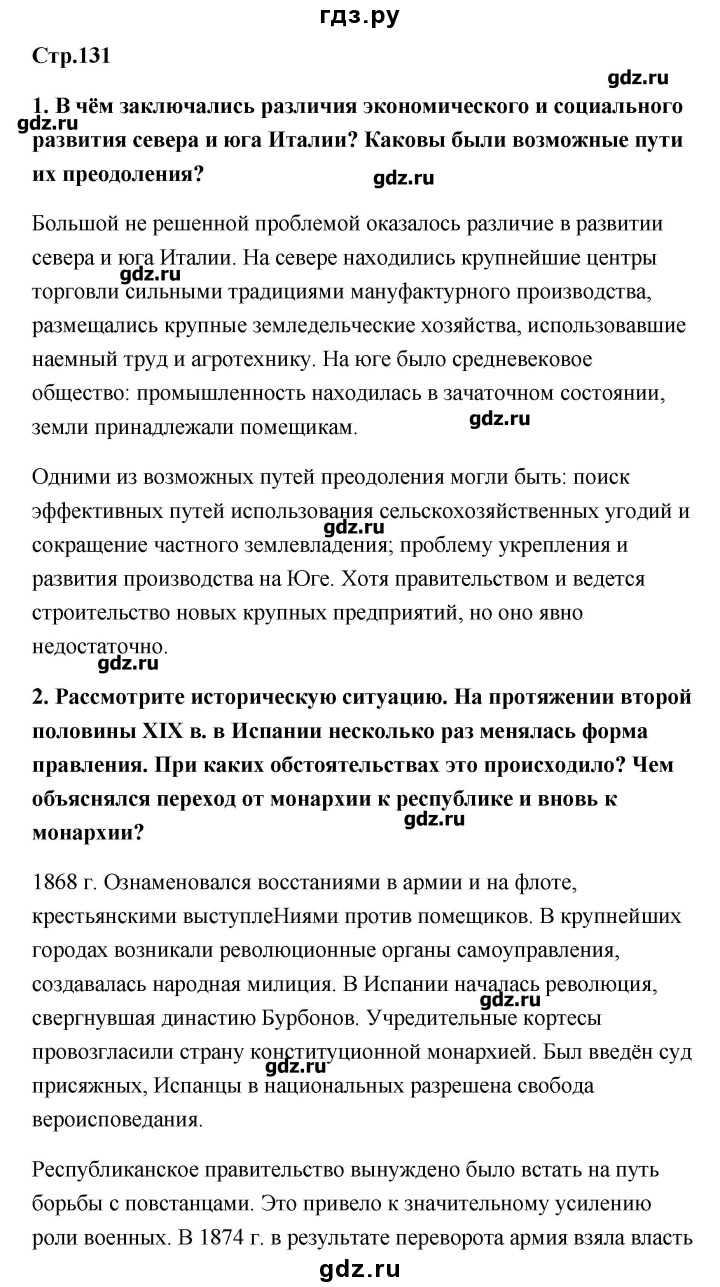 гдз.ру
Стр.131
gdz.ru
1. В чём заключались различия экономического и социального
gdz.ru
развития севера и юга Италии? Каковы были возможные пути
их преодоления?
gdz.ru
Большой не решенной проблемой оказалось различие в развитии
севера и юга Италии. На севере находились крупнейшие центры
gdz.ru
торговли сильными традициями мануфактурного производства,
размещались крупные земледельческие хозяйства, использовавшие
наемный труд и агротехнику. На юге было средневековое
общество: промышленность находилась в зачаточном состоянии,
gdz.ru
земли принадлежали помещикам.
Одними из возможных путей преодоления могли быть: поиск
эффективных путей использования сельскохозяйственных угодий и
gdz.ru
сокращение частного землевладения; проблему укрепления и
развития производства на Юге. Хотя правительством и ведется
строительство новых крупных предприятий, но оно явно
недостаточно.
gdz.ru
2. Рассмотрите историческую ситуацию. На протяжении второй
половины XIX в. в Испании несколько раз менялась форма
правления. При каких обстоятельствах это происходило? Чем
объяснялся переход от монархии к республике и вновь к
gdz.ru
монархии?
1868 г. Ознаменовался восстаниями в армии и на флоте,
крестьянскими выступлеНиями против помещиков. В крупнейших
городах возникали революционные органы самоуправления,
создавалась народная милиция. В Испании началась революция,
gdz.ru
свергнувшая династию Бурбонов. Учредительные кортесы
провозгласили страну конституционной монархией. Был введён суд
gdz.ru
присяжных, Испанцы в национальных разрешена свобода
вероисповедания.
Республиканское правительство вынуждено было встать на путь
борьбы с повстанцами. Это привело к значительному усилению
роли военных. В 1874 г. в результате переворота армия взяла власть
gdz.ru